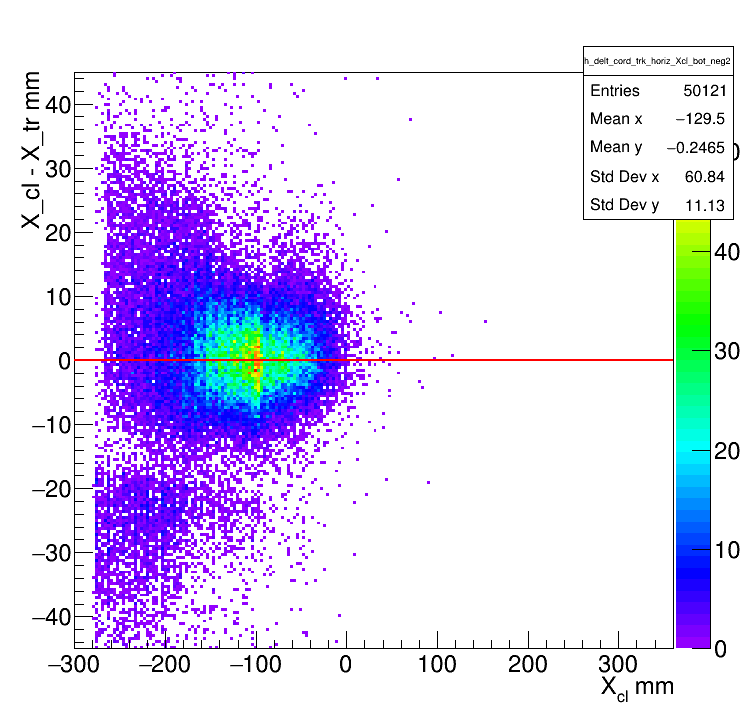 h_delt_cord_trk_horiz_Xcl_bot_neg2
Entries 50121
Mean x −129.5
Mean y −0.2465
Std Dev x 60.84
Std Dev y 11.13
X_cl - X_tr mm
40
30
20
10
0
−10
−20
−30
−40
−300 −200 −100 0 100 200 300
X_cl mm
0
40
30
20
10
0